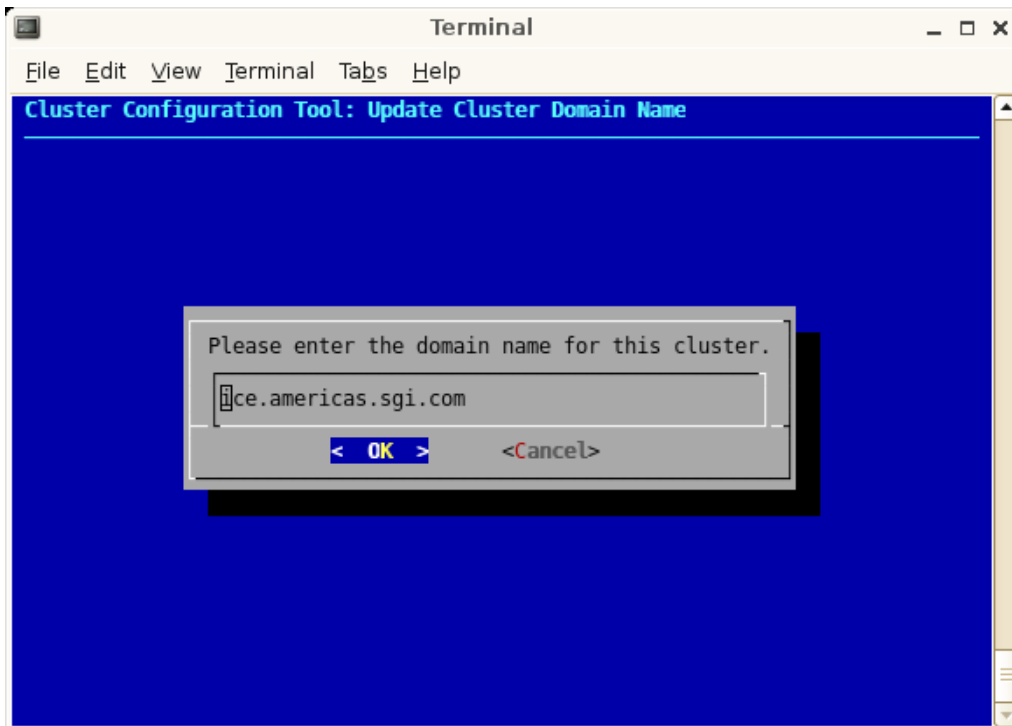 Terminal
File Edit View Terminal Tabs Help
Cluster Configuration Tool: Update Cluster Domain Name
Please enter the domain name for this cluster.
ice.americas.sgi.com
< OK > <Cancel>